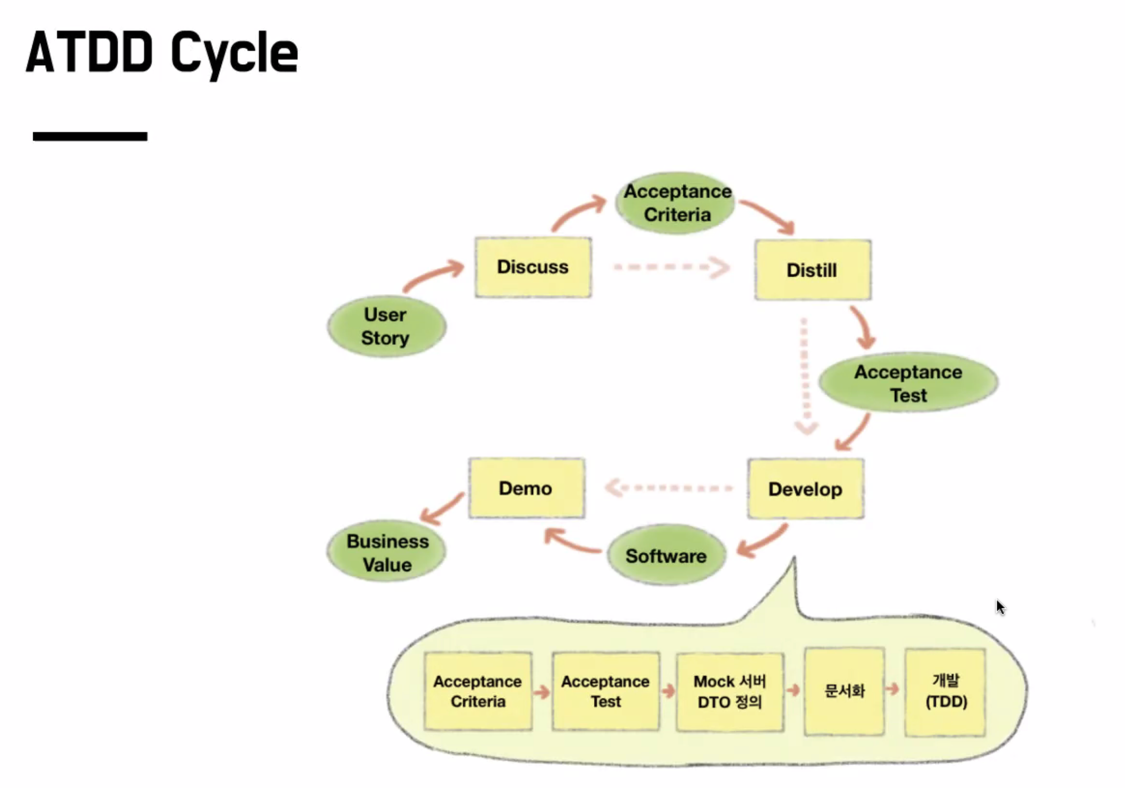 ATDD Cycle
Acceptance
Criteria
Discuss
Distill
User
Story
Acceptance
Test
Demo
Develop
Business
Value
Software
Acceptance
Criteria
Acceptance
Test
Mock 서버
DTO 정의
문서화
개발
(TDD)